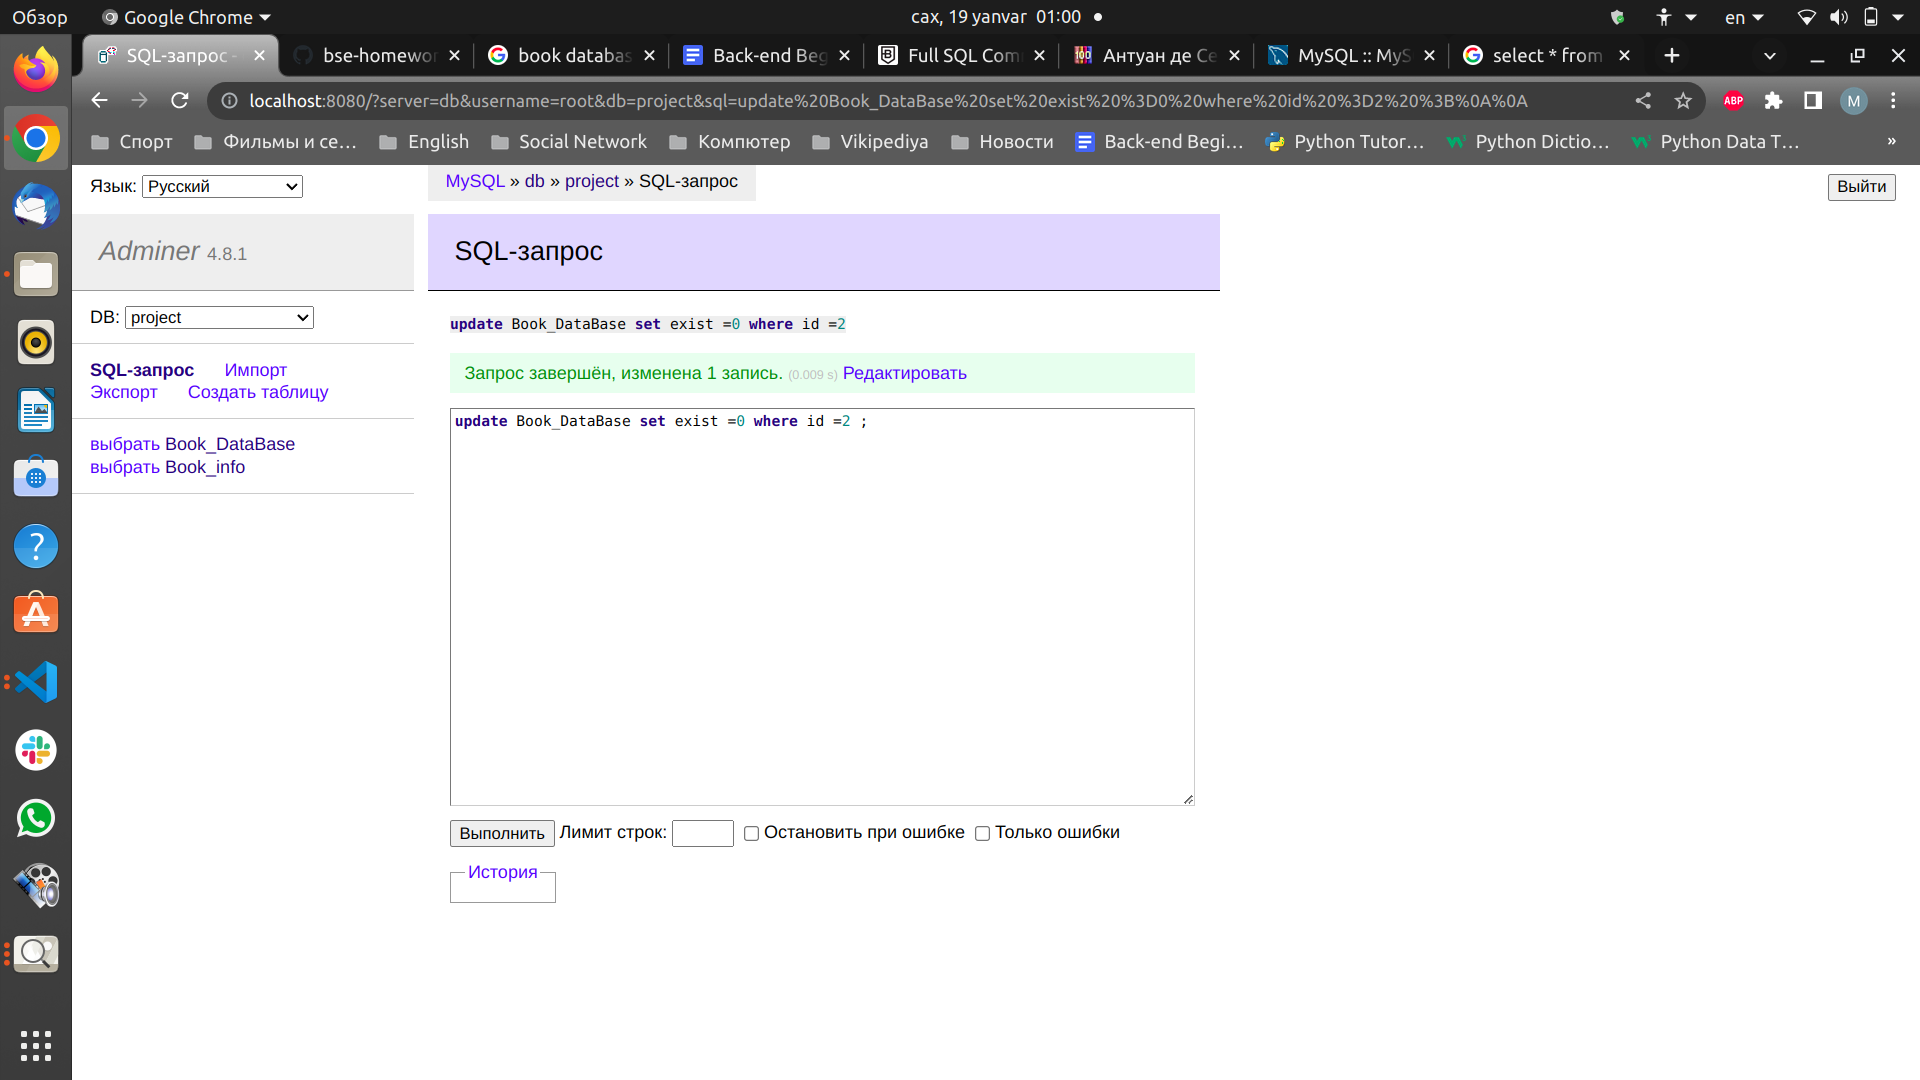 Обзор Google Chrome сах, 19 yanvar 01:00 en
SQL-запрос - bse-homewor book databas Back-end Beg Full SQL Com Антуан де Се MySQL :: MyS select * from
localhost:8080/?server=db&username=root&db=project&sql=update%20Book_DataBase%20set%20exist%20%3D0%20where%20id%20%3D2%20%3B%0A%0A ABP M
Спорт Фильмы и се... English Social Network Компютер Vikipediya Новости Back-end Begi... Python Tutor... Python Dictio... Python Data T... »
Язык: Русский MySQL » db » project » SQL-запрос Выйти
Adminer 4.8.1 SQL-запрос
DB: project
update Book_DataBase set exist =0 where id =2
SQL-запрос Импорт
Экспорт Создать таблицу
Запрос завершён, изменена 1 запись. (0.009 s) Редактировать
update Book_DataBase set exist =0 where id =2 ;
выбрать Book_DataBase
выбрать Book_info
Выполнить Лимит строк: Остановить при ошибке Только ошибки
История